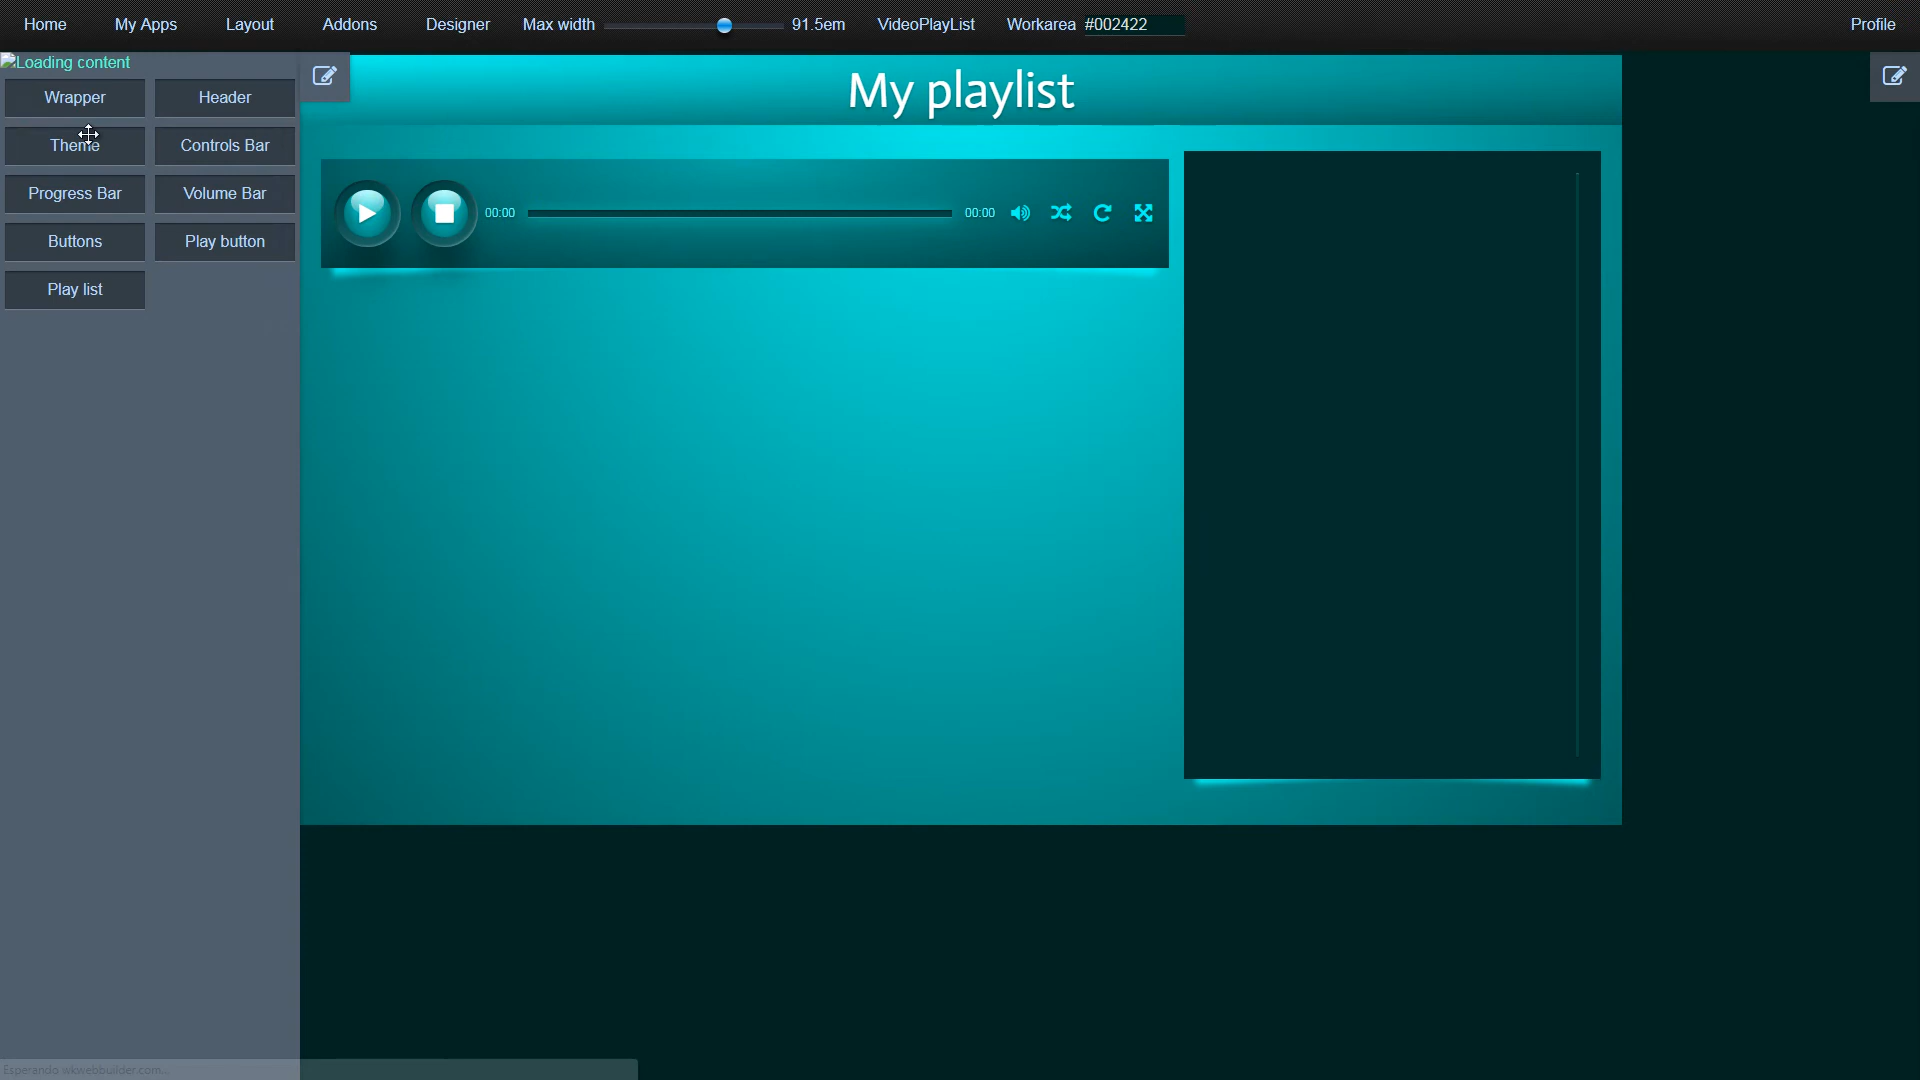 Home My Apps Layout Addons Designer Max width 91.5em VideoPlayList Workarea #002422 Profile
Loading content
Wrapper Header
Theme Controls Bar
Progress Bar Volume Bar
Buttons Play button
Play list
My playlist
00:00 00:00
Esperando wkwebbuilder.com...